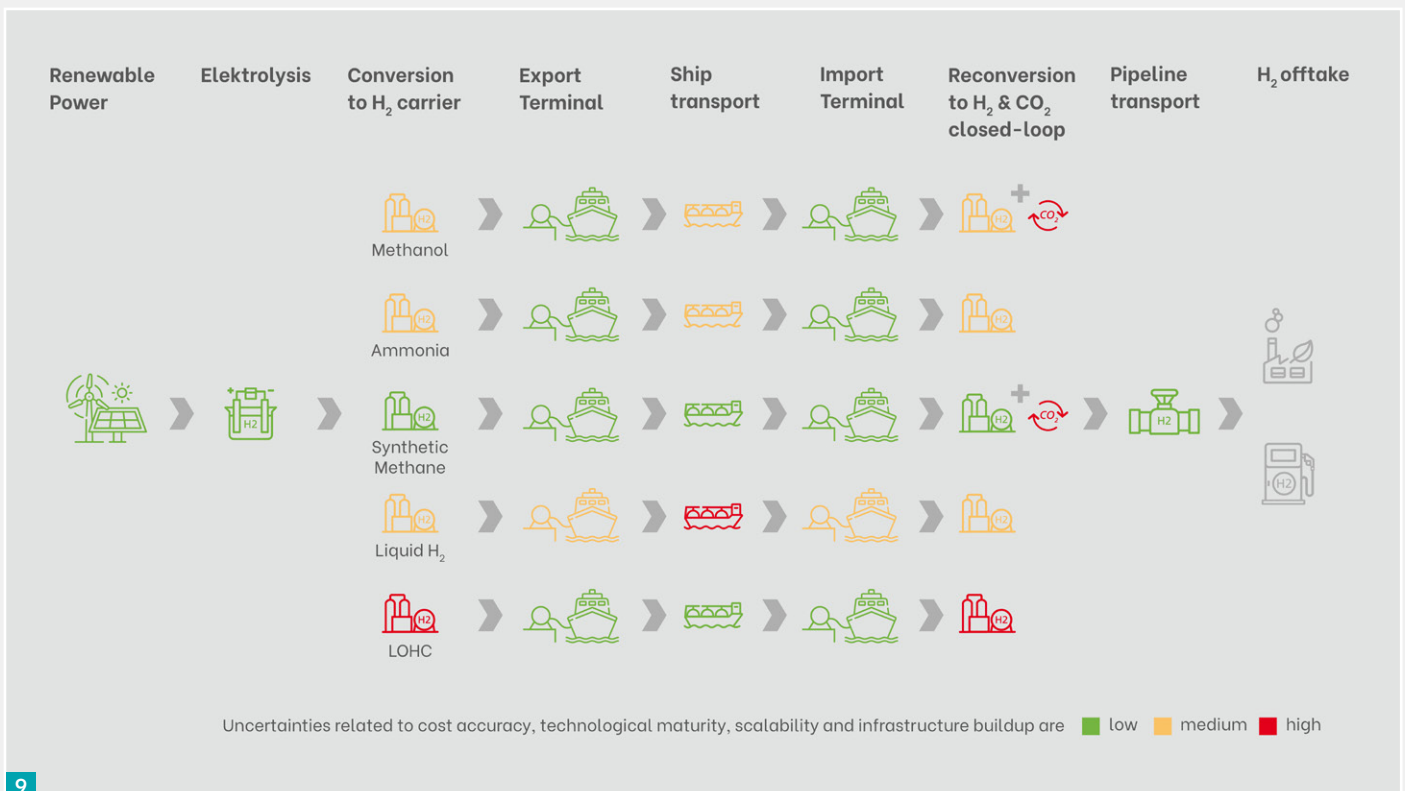 Renewable
Power
Elektrolysis
Conversion
to H₂ carrier
Export
Terminal
Ship
transport
Import
Terminal
Reconversion
to H₂ & CO₂
closed-loop
Pipeline
transport
H₂ offtake
H2
Methanol
H2
+
CO₂
H2
Ammonia
H2
+ -
H2
H2
Synthetic
Methane
H2
+
CO₂
H2
H2
H2
Liquid H₂
H2
H2
LOHC
H2
Uncertainties related to cost accuracy, technological maturity, scalability and infrastructure buildup are low medium high
9